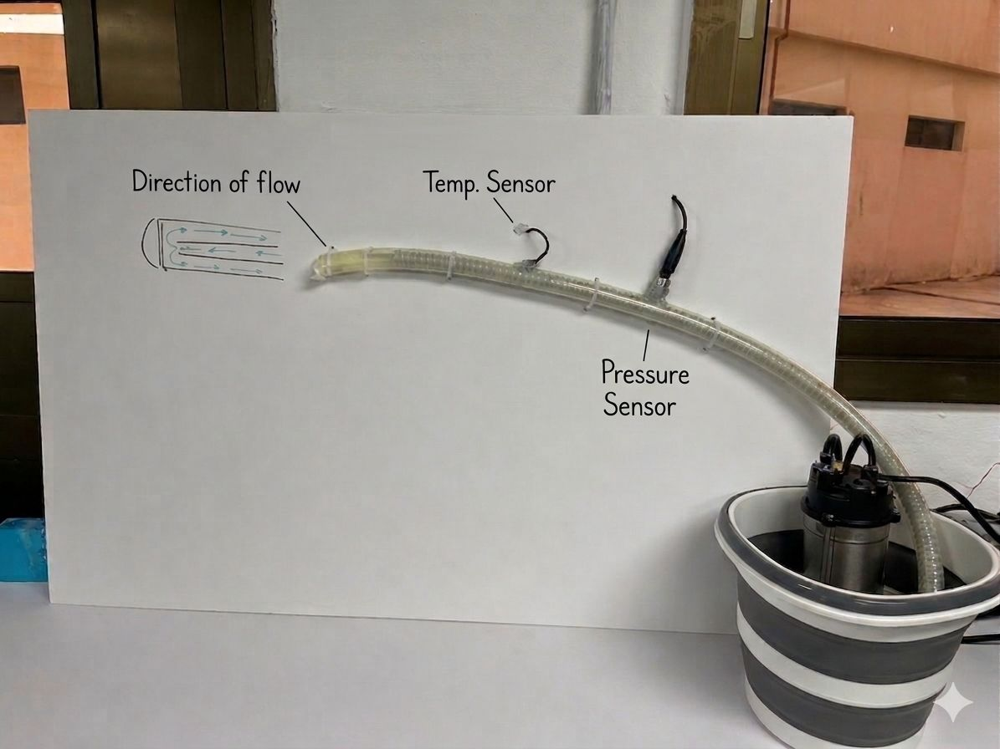 Direction of flow
Temp. Sensor
Pressure
Sensor